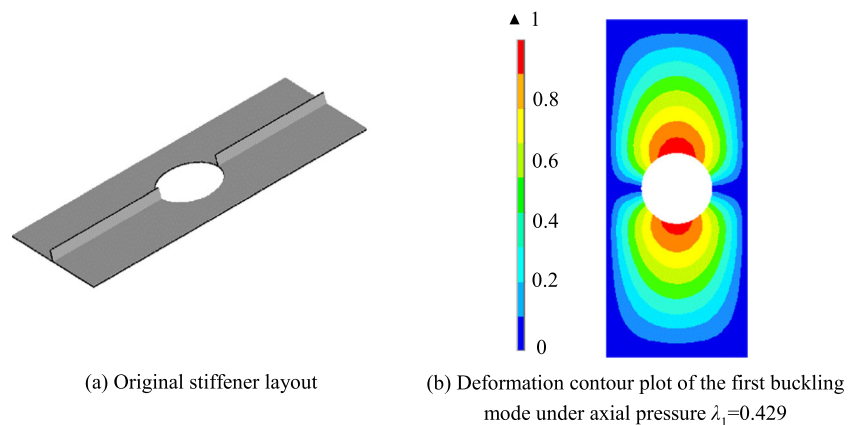 1
0.8
0.6
0.4
0.2
0
(a) Original stiffener layout
(b) Deformation contour plot of the first buckling
mode under axial pressure λ₁=0.429